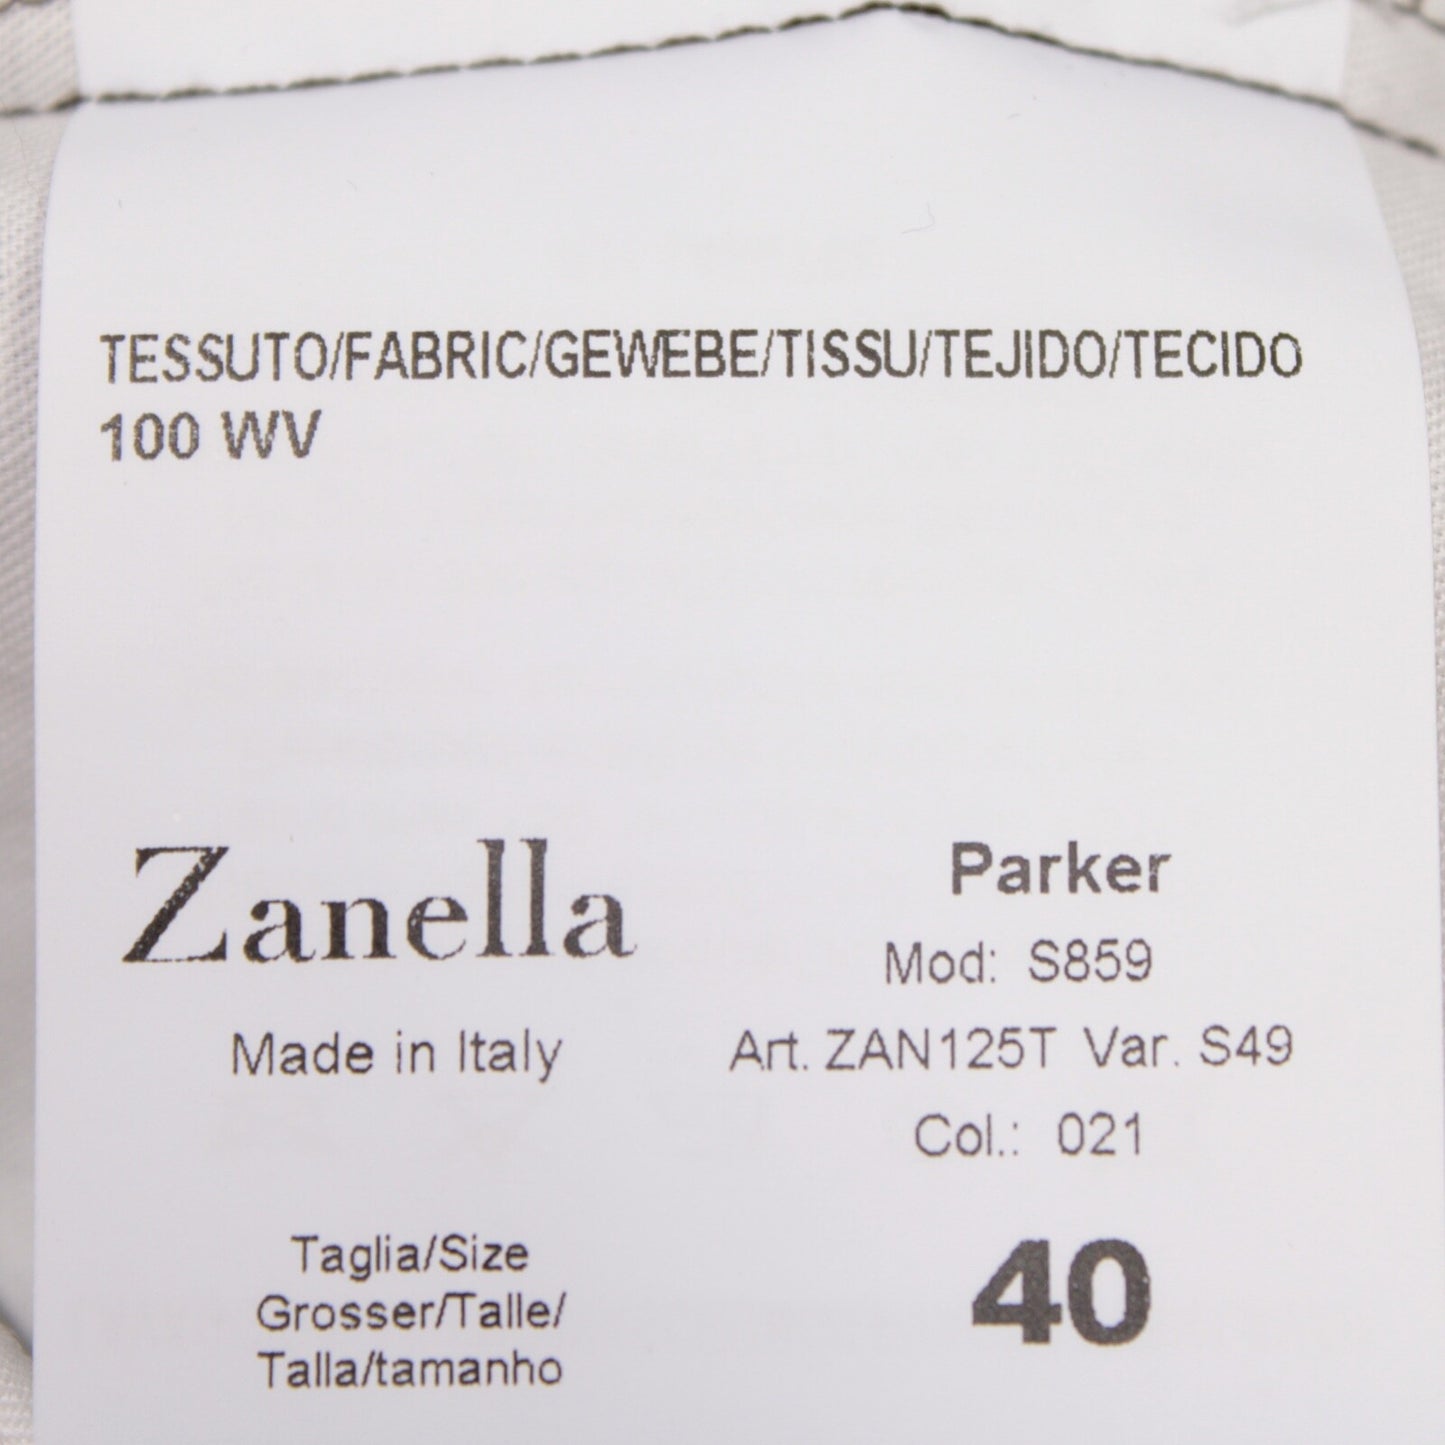 TESSUTO/FABRIC/GEWEBE/TISSU/TEJIDO/TECIDO
100 WV
Zanella
Made in Italy
Parker
Mod: S859
Art. ZAN125T Var. S49
Col.: 021
Taglia/Size
Grosser/Talle/
Talla/tamanho
40